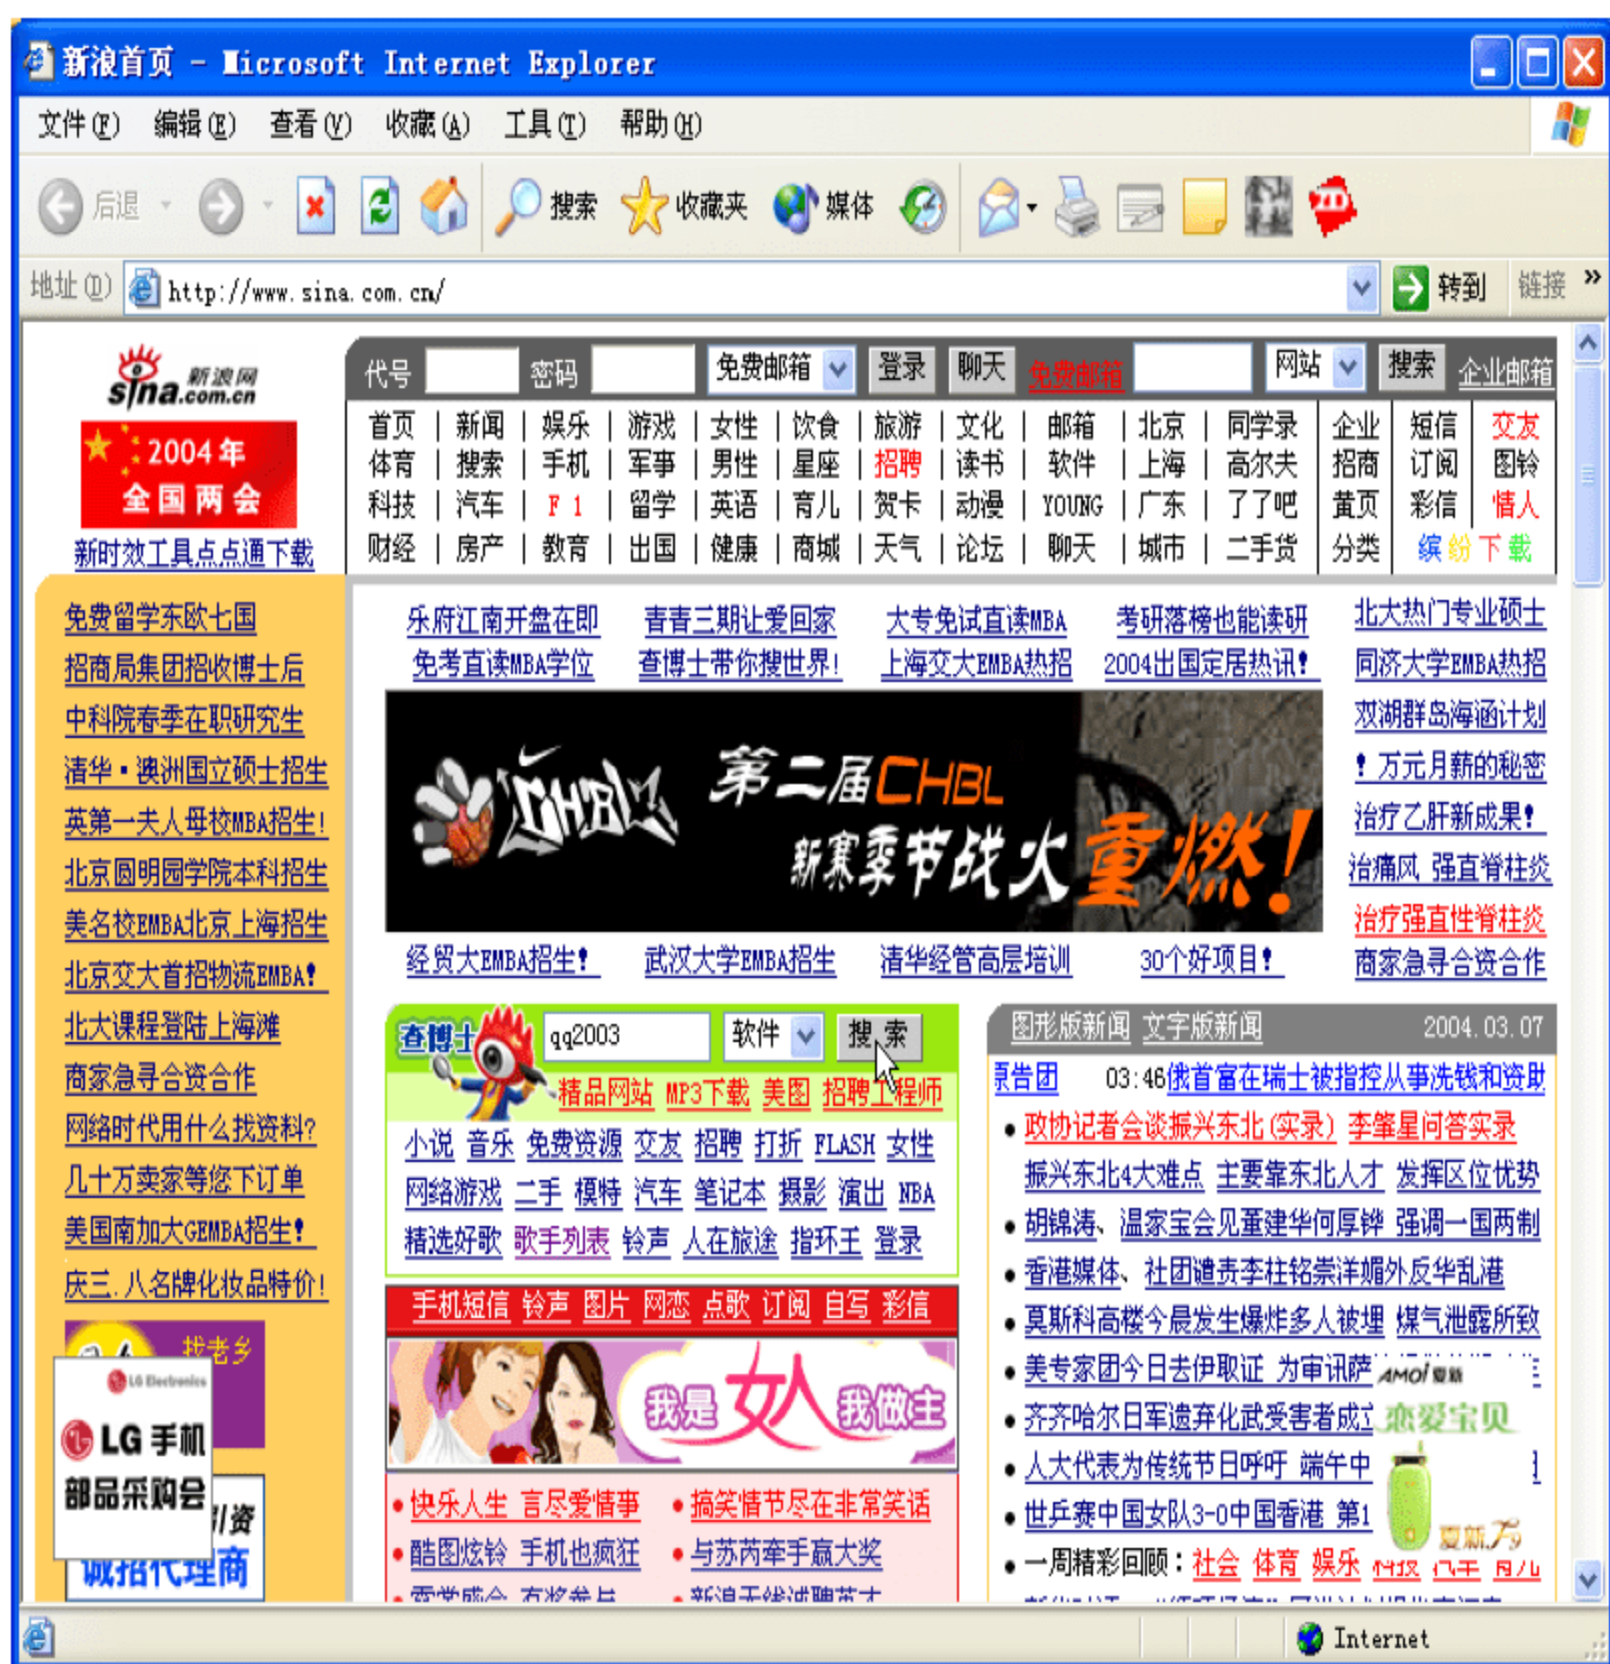 新浪首页 - Microsoft Internet Explorer
文件(F) 编辑(E) 查看(V) 收藏(A) 工具(T) 帮助(H)
后退 搜索 收藏夹 媒体
地址(D) http://www.sina.com.cn/ 转到 链接 »
sina 新浪网
.com.cn
代号 密码 免费邮箱 登录 聊天 免费邮箱 网站 搜索 企业邮箱
2004年
全国两会
新时效工具点点通下载
首页 | 新闻 | 娱乐 | 游戏 | 女性 | 饮食 | 旅游 | 文化 | 邮箱 | 北京 | 同学录 企业 短信 交友
体育 | 搜索 | 手机 | 军事 | 男性 | 星座 | 招聘 | 读书 | 软件 | 上海 | 高尔夫 招商 订阅 图铃
科技 | 汽车 | F1 | 留学 | 英语 | 育儿 | 贺卡 | 动漫 | YOUNG | 广东 | 了了吧 黄页 彩信 情人
财经 | 房产 | 教育 | 出国 | 健康 | 商城 | 天气 | 论坛 | 聊天 | 城市 | 二手货 分类 缤纷下载
免费留学东欧七国
招商局集团招收博士后
中科院春季在职研究生
清华·澳洲国立硕士招生
英第一夫人母校MBA招生!
北京圆明园学院本科招生
美名校EMBA北京上海招生
北京交大首招物流EMBA!
北大课程登陆上海滩
商家急寻合资合作
网络时代用什么找资料?
几十万卖家等您下订单
美国南加大GEMBA招生!
庆三.八名牌化妆品特价!
找老乡
LG Electronics
LG 手机
部品采购会
引资
诚招代理商
乐府江南开盘在即 青青三期让爱回家 大专免试直读MBA 考研落榜也能读研
免考直读MBA学位 查博士带你搜世界! 上海交大EMBA热招 2004出国定居热讯!
CHBL 第二届CHBL
新赛季节战火重燃!
经贸大EMBA招生! 武汉大学EMBA招生 清华经管高层培训 30个好项目!
北大热门专业硕士
同济大学EMBA热招
双湖群岛海涵计划
! 万元月薪的秘密
治疗乙肝新成果!
治痛风 强直脊柱炎
治疗强直性脊柱炎
商家急寻合资合作
查博士 qq2003 软件 搜索
精品网站 MP3下载 美图 招聘工程师
小说 音乐 免费资源 交友 招聘 打折 FLASH 女性
网络游戏 二手 模特 汽车 笔记本 摄影 演出 NBA
精选好歌 歌手列表 铃声 人在旅途 指环王 登录
手机短信 铃声 图片 网恋 点歌 订阅 自写 彩信
我是女人我做主
• 快乐人生 言尽爱情事 • 搞笑情节尽在非常笑话
• 酷图炫铃 手机也疯狂 • 与苏芮牵手赢大奖
图形版新闻 文字版新闻 2004.03.07
原告团 03:46俄首富在瑞士被指控从事洗钱和资助
• 政协记者会谈振兴东北(实录) 李肇星问答实录
振兴东北4大难点 主要靠东北人才 发挥区位优势
• 胡锦涛、温家宝会见董建华何厚铧 强调一国两制
• 香港媒体、社团谴责李柱铭崇洋媚外反华乱港
• 莫斯科高楼今晨发生爆炸多人被埋 煤气泄露所致
• 美专家团今日去伊取证 为审讯萨
• 齐齐哈尔日军遗弃化武受害者成立
• 人大代表为传统节日呼吁 端午中
• 世乒赛中国女队3-0中国香港 第1
• 一周精彩回顾：社会 体育 娱乐 科技 汽车 育儿
AMOI 夏新
恋爱宝贝
夏新F9
Internet